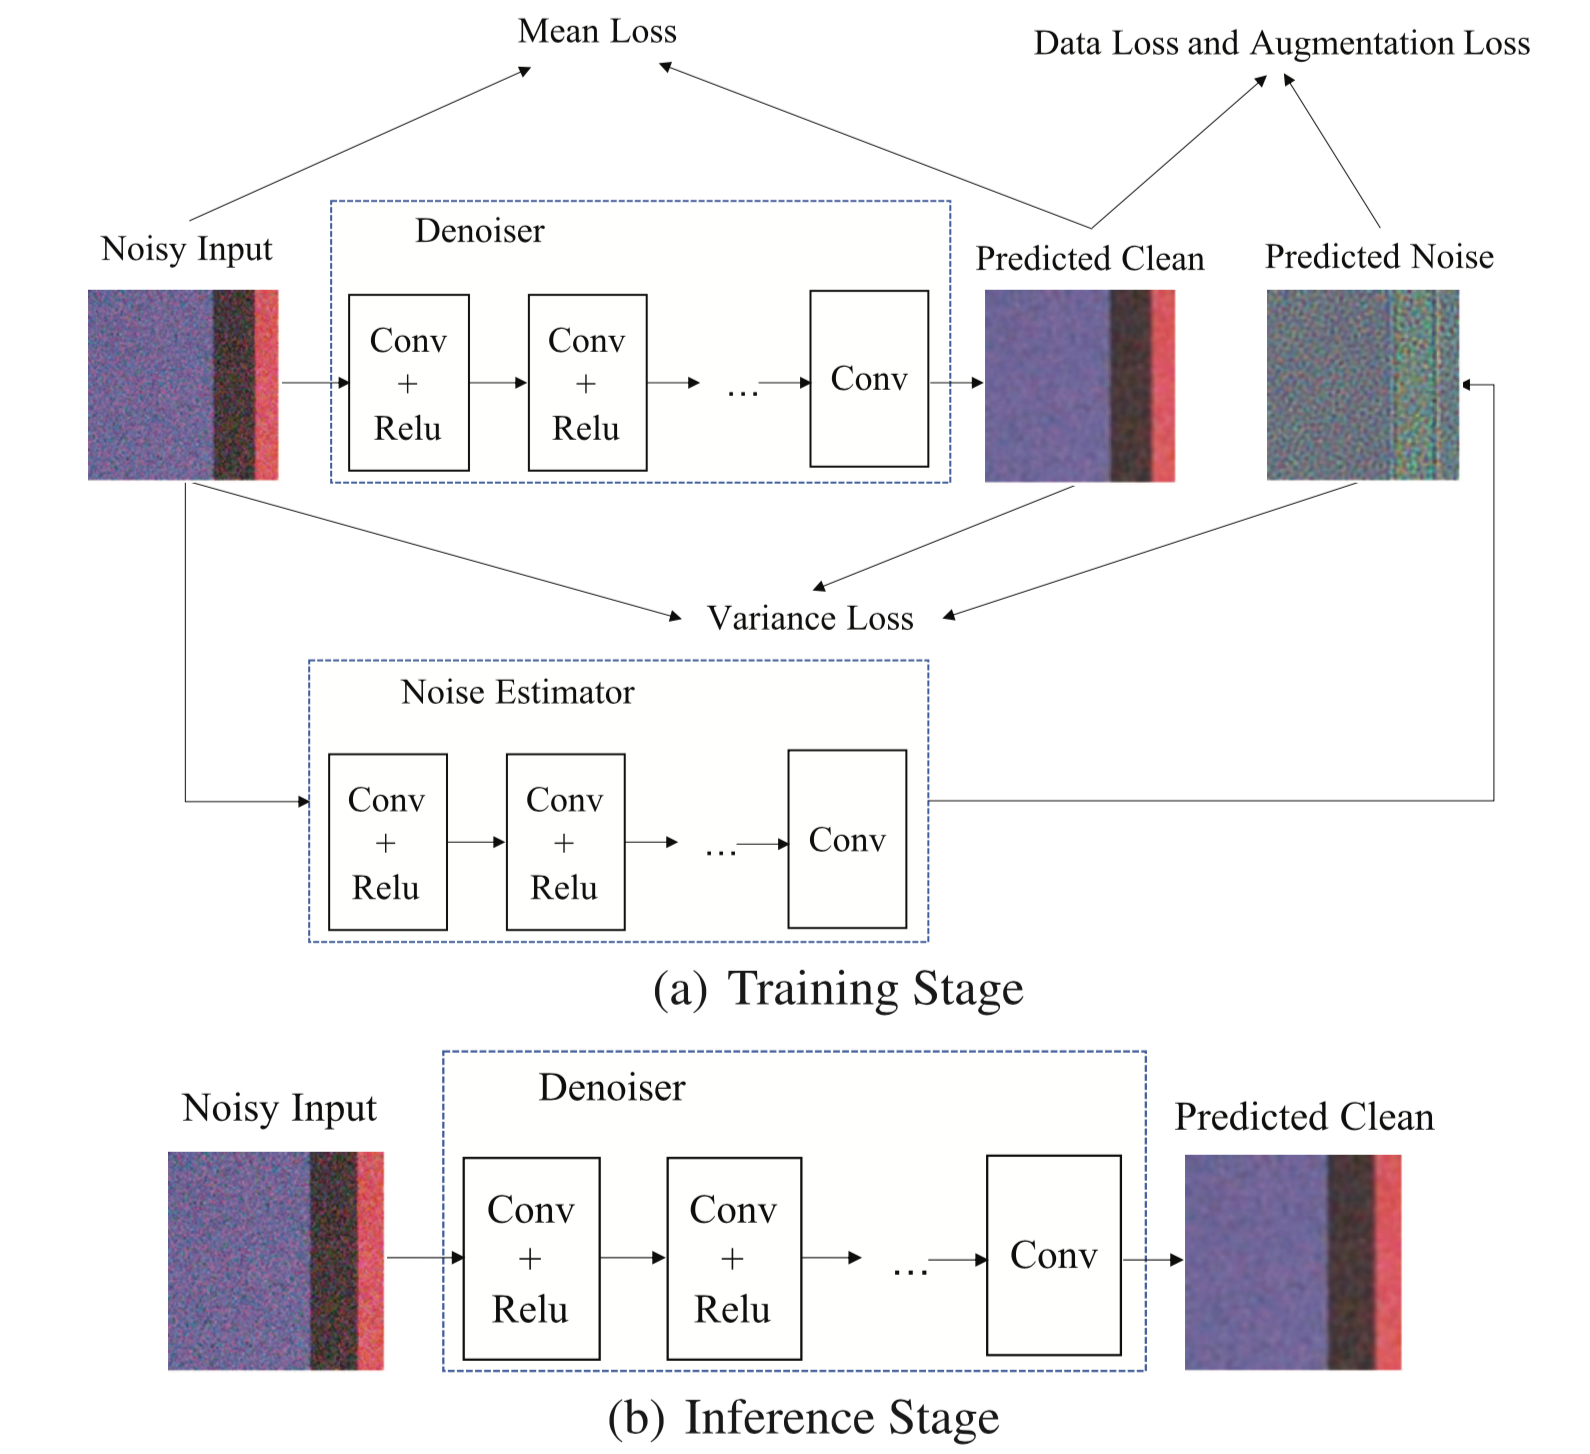 Mean Loss
Data Loss and Augmentation Loss
Noisy Input
Denoiser
Predicted Clean
Predicted Noise
Conv
+
Relu
Conv
+
Relu
...
Conv
Variance Loss
Noise Estimator
Conv
+
Relu
Conv
+
Relu
...
Conv
(a) Training Stage
Noisy Input
Denoiser
Predicted Clean
Conv
+
Relu
Conv
+
Relu
...
Conv
(b) Inference Stage